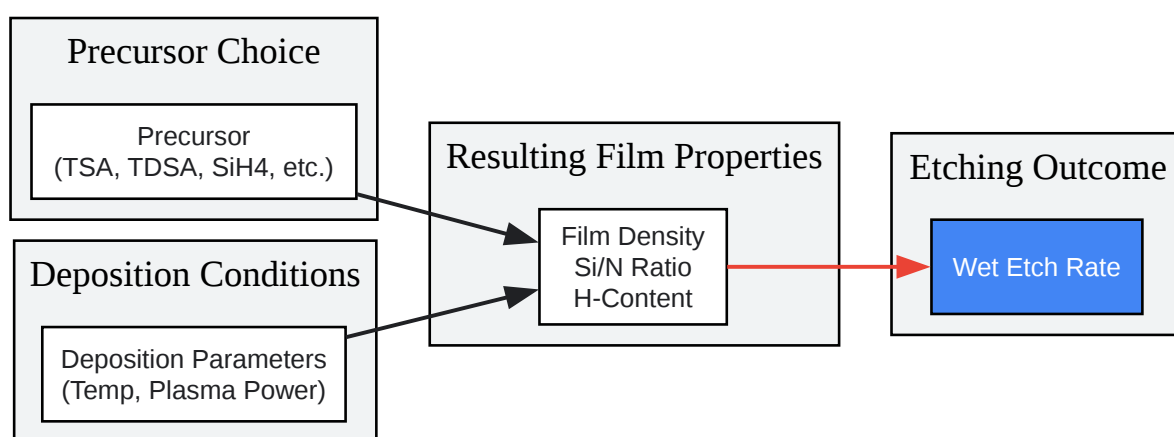 Precursor Choice
Precursor
(TSA, TDSA, SiH4, etc.)
Deposition Conditions
Deposition Parameters
(Temp, Plasma Power)
Resulting Film Properties
Film Density
Si/N Ratio
H-Content
Etching Outcome
Wet Etch Rate